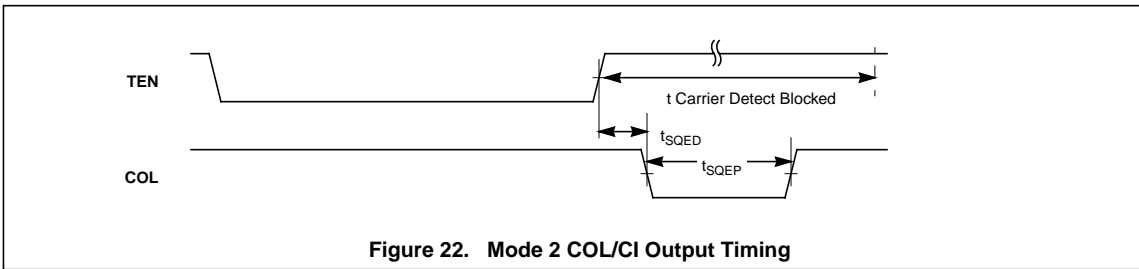 TEN
t Carrier Detect Blocked
tSQED
COL
tSQEP
Figure 22. Mode 2 COL/CI Output Timing